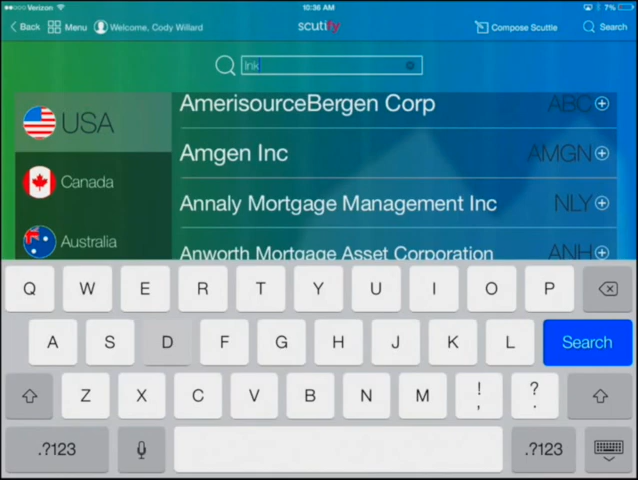 Verizon 10:36 AM 7%
Back Menu Welcome, Cody Willard scutify Compose Scuttle Search
lnk
USA
Canada
Australia
AmerisourceBergen Corp ABC
Amgen Inc AMGN
Annaly Mortgage Management Inc NLY
Anworth Mortgage Asset Corporation ANH
Q W E R T Y U I O P
A S D F G H J K L Search
Z X C V B N M ! , ? .
.?123 .?123